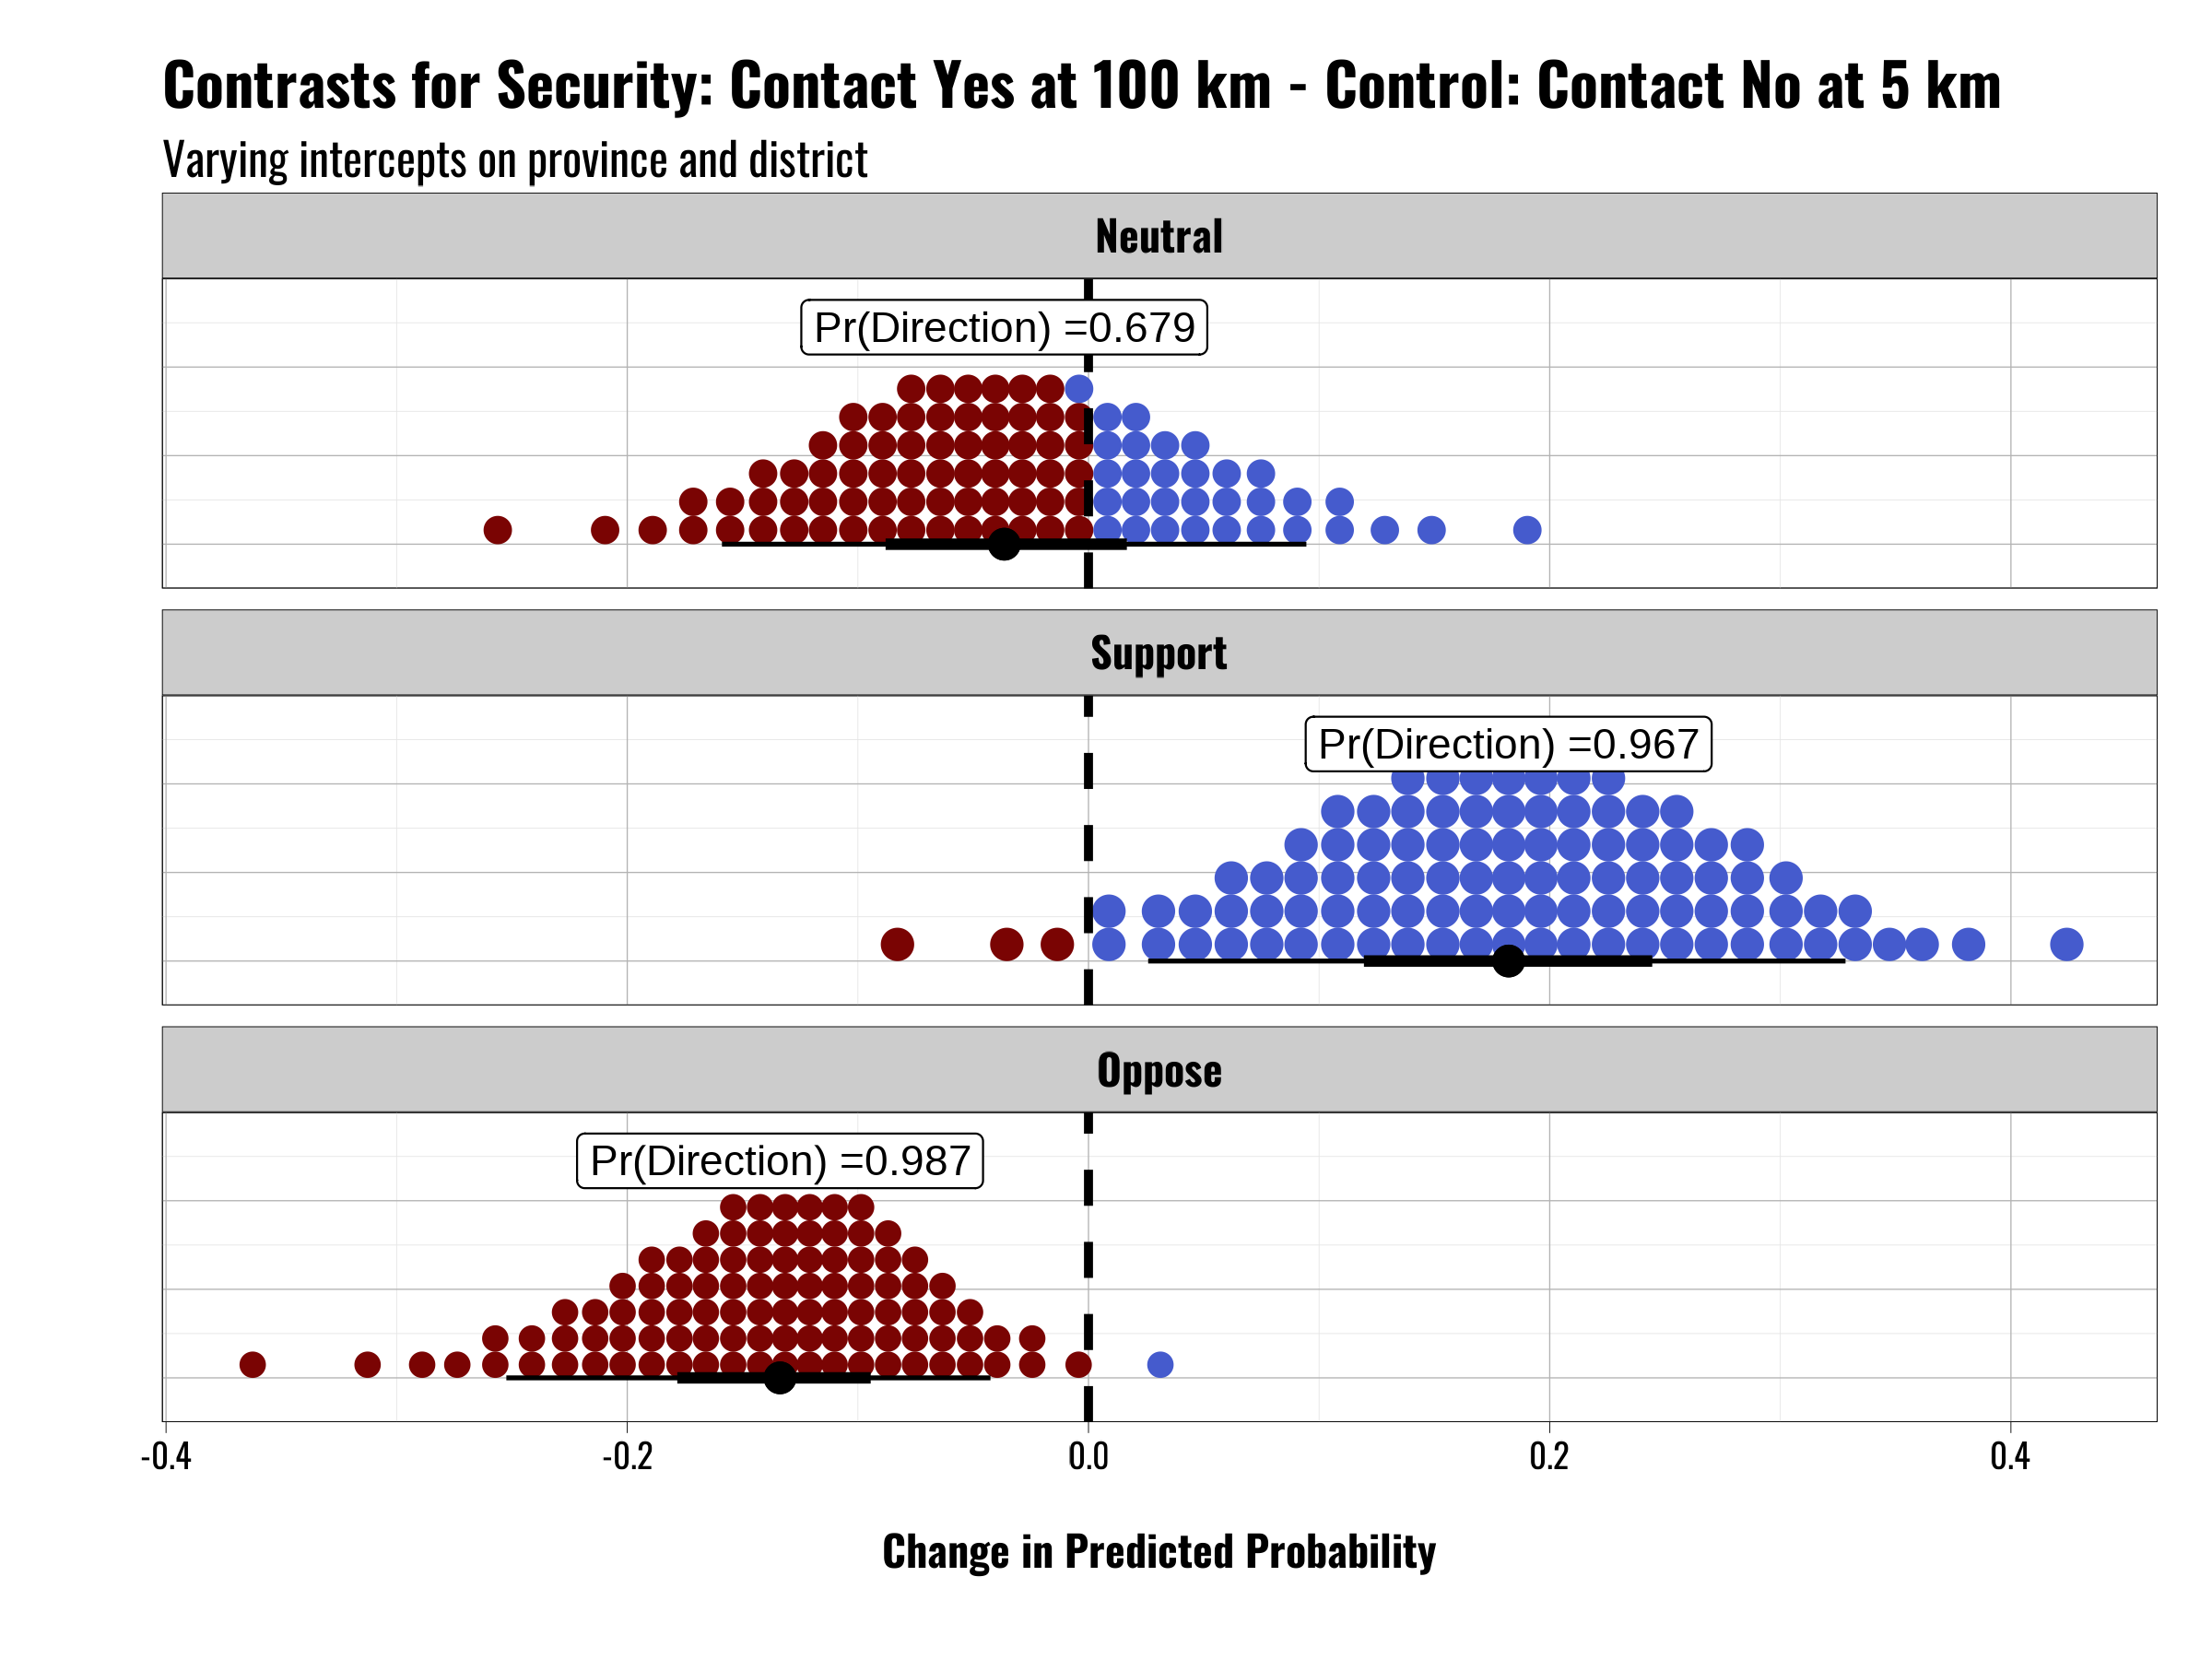 Contrasts for Security: Contact Yes at 100 km - Control: Contact No at 5 km
Varying intercepts on province and district
Neutral
Pr(Direction) =0.679
Support
Pr(Direction) =0.967
Oppose
Pr(Direction) =0.987
-0.4 -0.2 0.0 0.2 0.4
Change in Predicted Probability